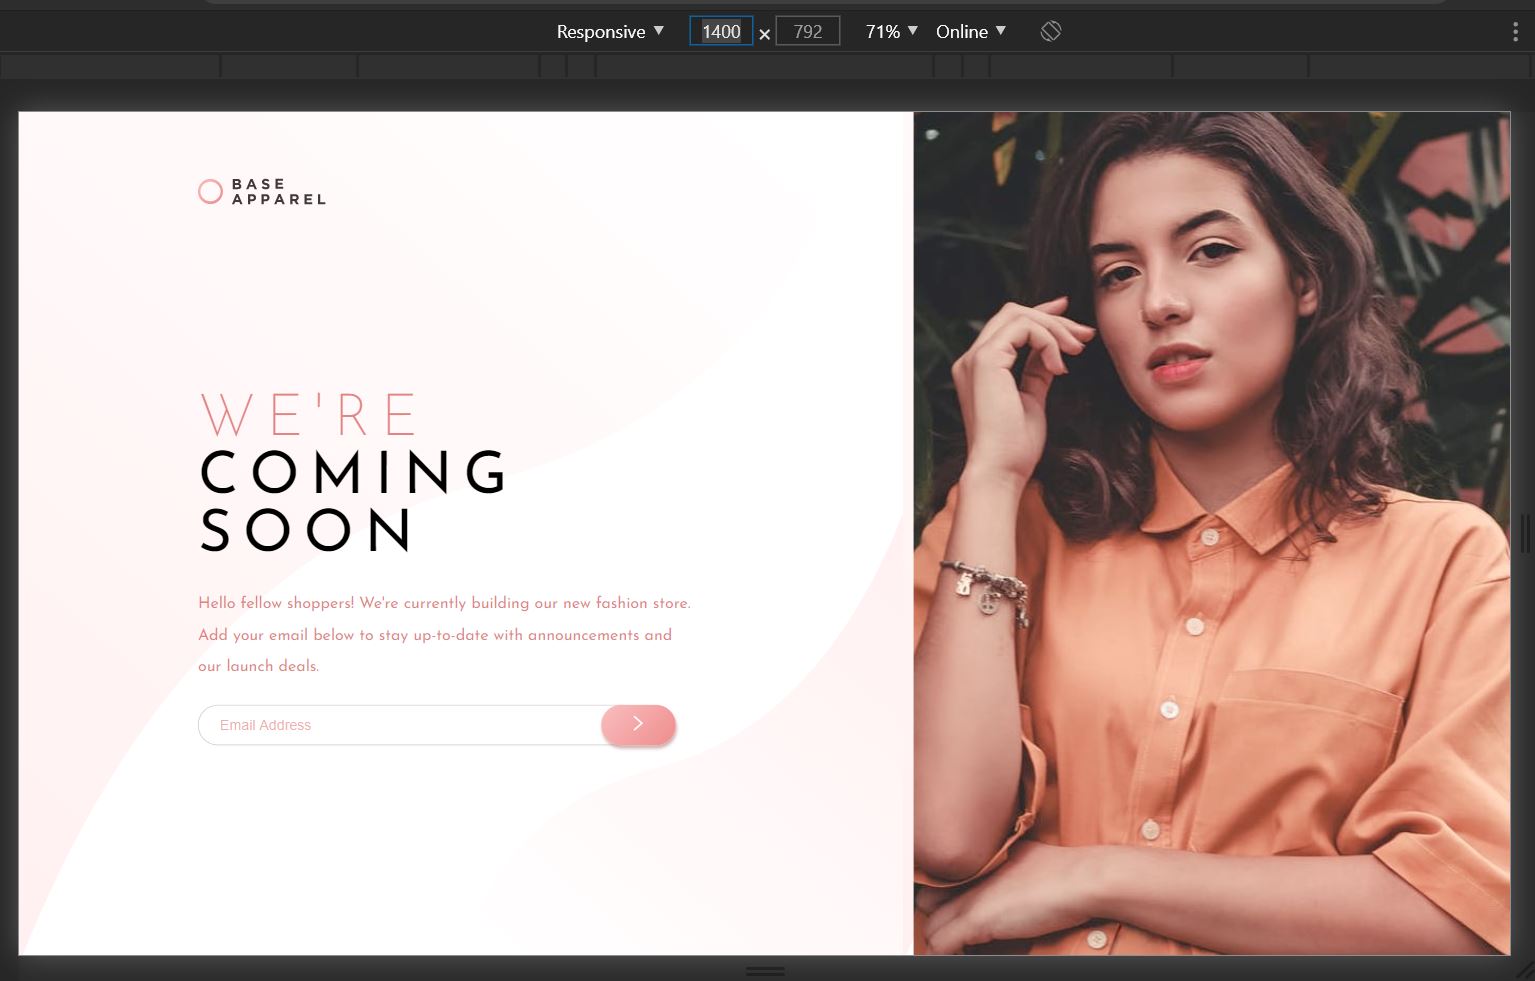 Responsive 1400 × 792 71% Online
BASE
APPAREL
WE'RE
COMING
SOON
Hello fellow shoppers! We're currently building our new fashion store.
Add your email below to stay up-to-date with announcements and
our launch deals.
Email Address